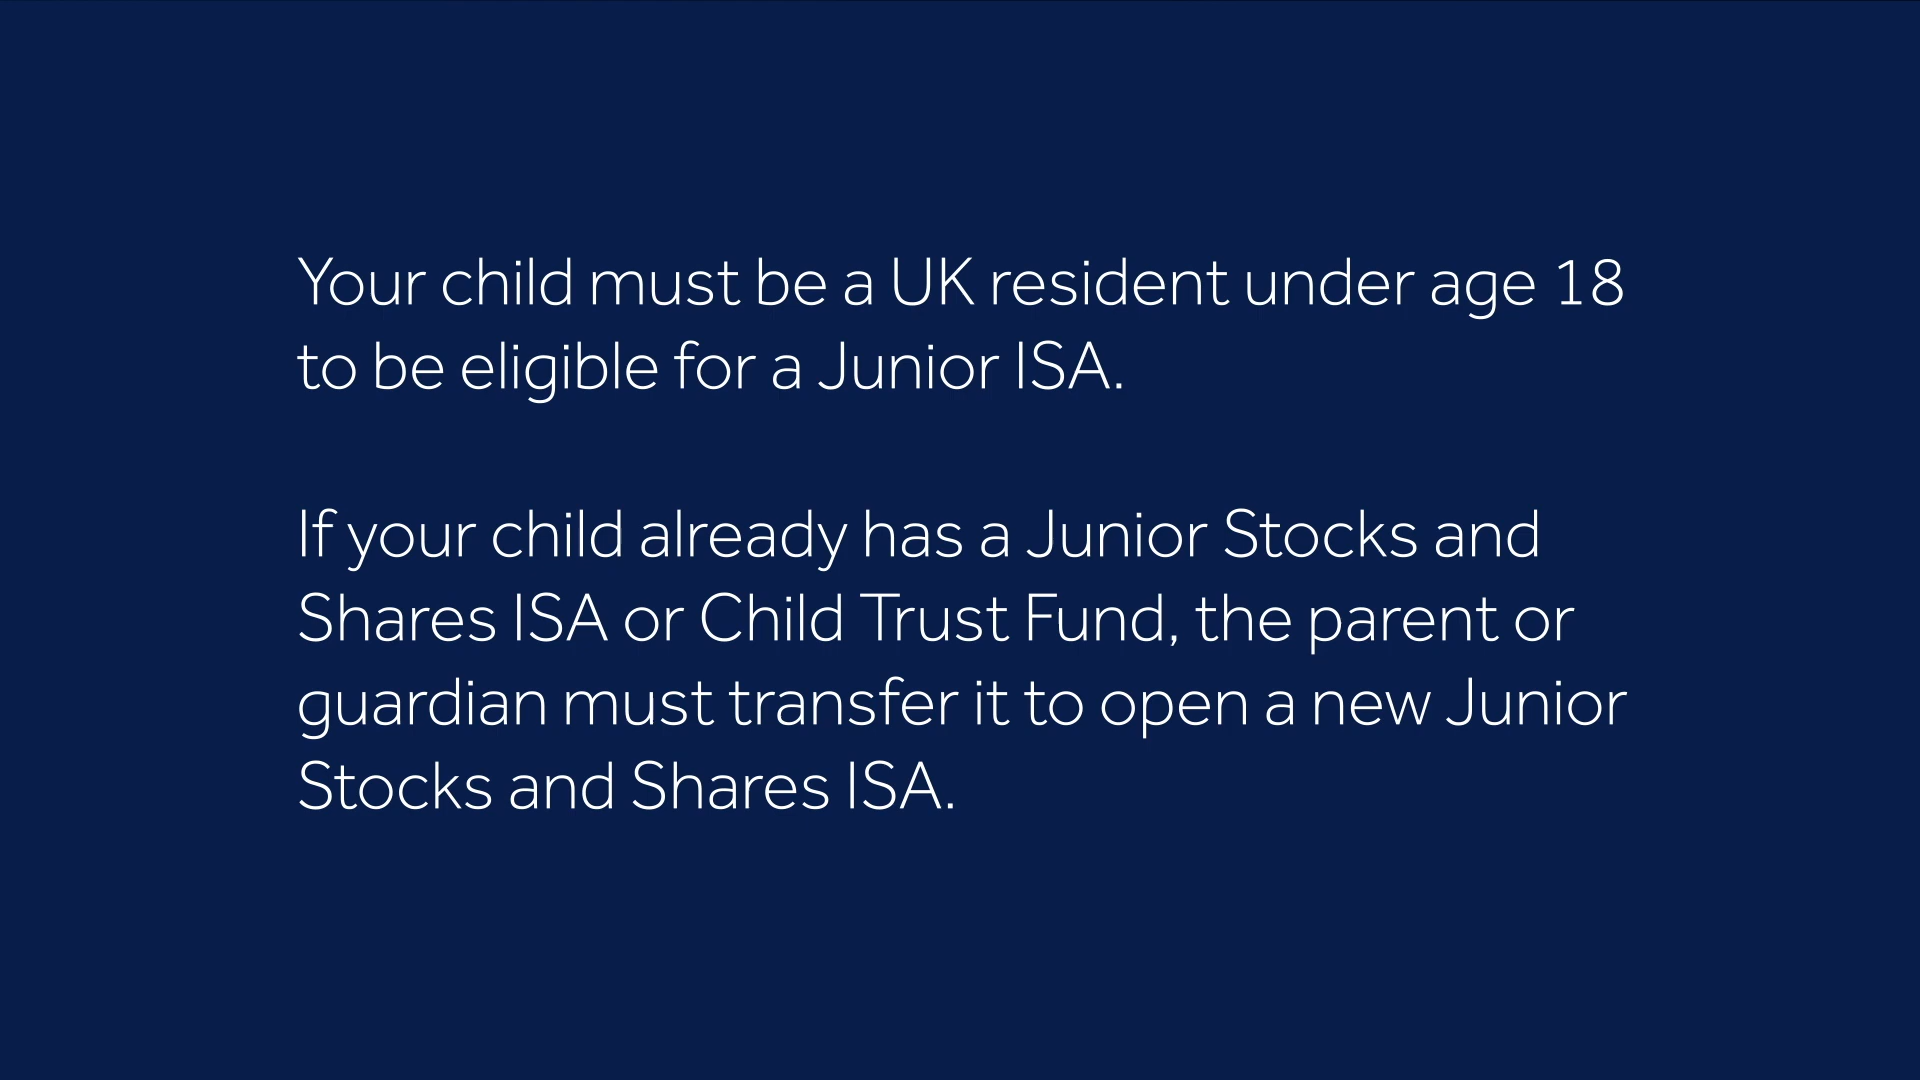 Your child must be a UK resident under age 18
to be eligible for a Junior ISA.
If your child already has a Junior Stocks and
Shares ISA or Child Trust Fund, the parent or
guardian must transfer it to open a new Junior
Stocks and Shares ISA.